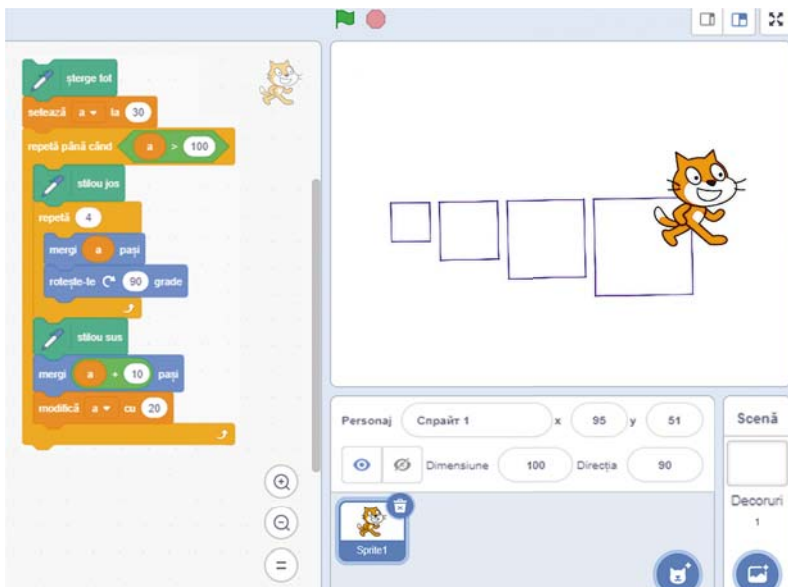 șterge tot
setează a la 30
repetă până când a > 100
stilou jos
repetă 4
mergi a pași
rotește-te 90 grade
stilou sus
mergi a + 10 pași
modifică a cu 20
Personaj Спрайт 1 x 95 y 51
Dimensiune 100 Direcția 90
Sprite1
Scenă
Decoruri
1